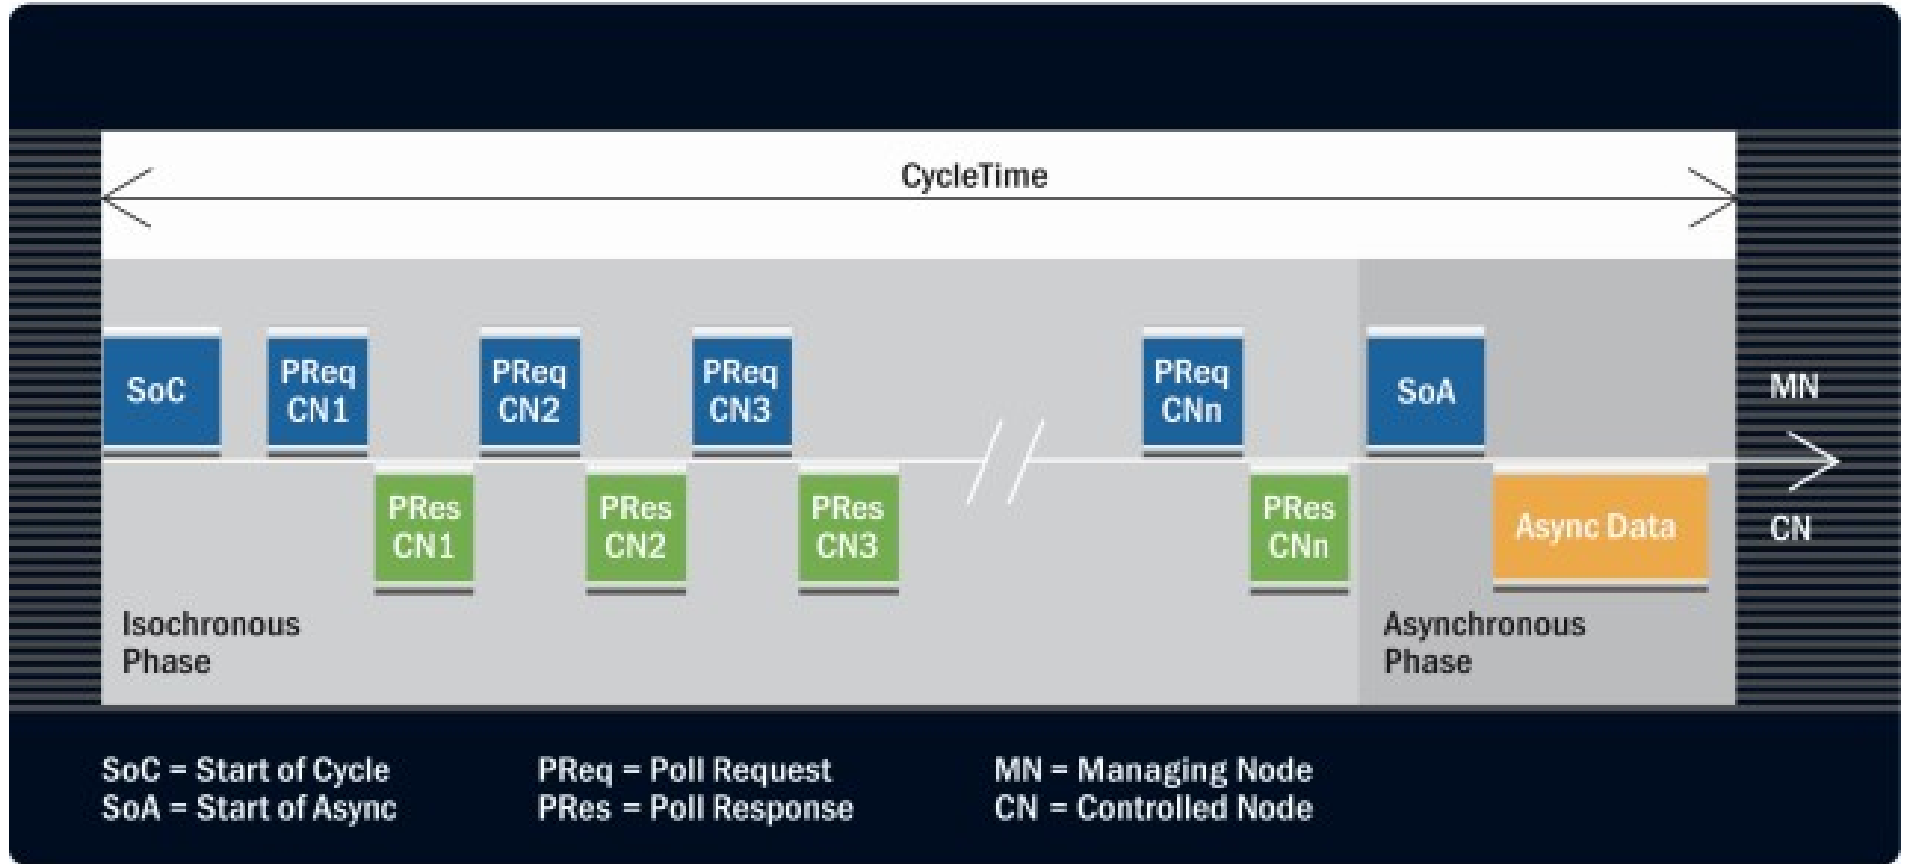 CycleTime
SoC
PReq
CN1
PReq
CN2
PReq
CN3
PReq
CNn
SoA
MN
PRes
CN1
PRes
CN2
PRes
CN3
PRes
CNn
Async Data
CN
Isochronous
Phase
Asynchronous
Phase
SoC = Start of Cycle
SoA = Start of Async
PReq = Poll Request
PRes = Poll Response
MN = Managing Node
CN = Controlled Node